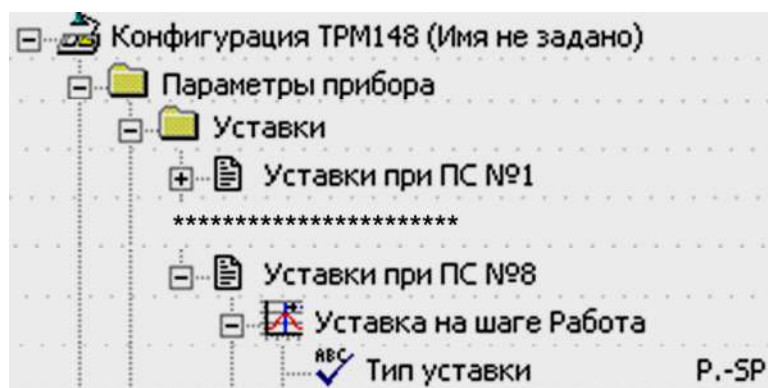 Конфигурация ТРМ148 (Имя не задано)
Параметры прибора
Уставки
Уставки при ПС №1
***********************
Уставки при ПС №8
Уставка на шаге Работа
ABC Тип уставки P.-SP